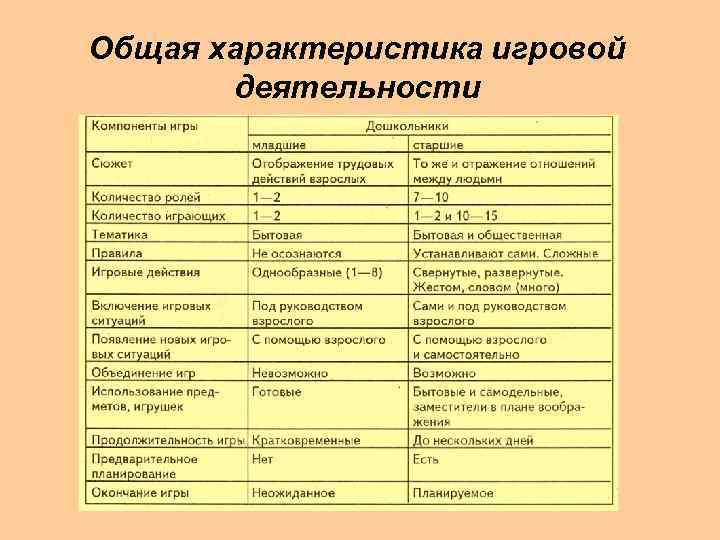 Общая характеристика игровой
деятельности
Компоненты игры Дошкольники
младшие старшие
Сюжет Отображение трудовых То же и отражение отношений
действий взрослых между людьми
Количество ролей 1—2 7—10
Количество играющих 1—2 1—2 и 10—15
Тематика Бытовая Бытовая и общественная
Правила Не осознаются Устанавливают сами. Сложные
Игровые действия Однообразные (1—8) Свернутые, развернутые.
Жестом, словом (много)
Включение игровых Под руководством Сами и под руководством
ситуаций взрослого взрослого
Появление новых игро- С помощью взрослого С помощью взрослого
вых ситуаций и самостоятельно
Объединение игр Невозможно Возможно
Использование пред- Готовые Бытовые и самодельные,
метов, игрушек заместители в плане вообра-
жения
Продолжительность игры Кратковременные До нескольких дней
Предварительное Нет Есть
планирование
Окончание игры Неожиданное Планируемое